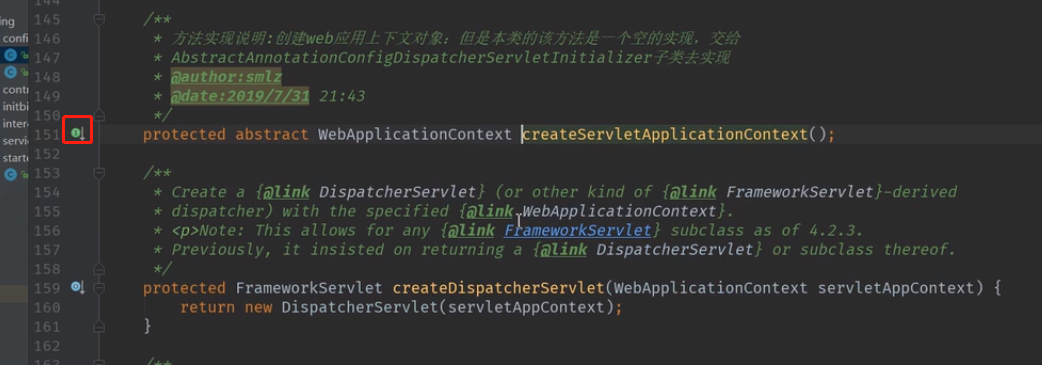 ing
confi
contr
initbi
inter
servic
starte
144
145 /**
146 * 方法实现说明:创建web应用上下文对象；但是本类的该方法是一个空的实现，交给
147 * AbstractAnnotationConfigDispatcherServletInitializer子类去实现
148 * @author:smlz
149 * @date:2019/7/31 21:43
150 */
151 protected abstract WebApplicationContext createServletApplicationContext();
152
153 /**
154 * Create a {@link DispatcherServlet} (or other kind of {@link FrameworkServlet}-derived
155 * dispatcher) with the specified {@link WebApplicationContext}.
156 * <p>Note: This allows for any {@link FrameworkServlet} subclass as of 4.2.3.
157 * Previously, it insisted on returning a {@link DispatcherServlet} or subclass thereof.
158 */
159 protected FrameworkServlet createDispatcherServlet(WebApplicationContext servletAppContext) {
160 return new DispatcherServlet(servletAppContext);
161 }
162
163 /**